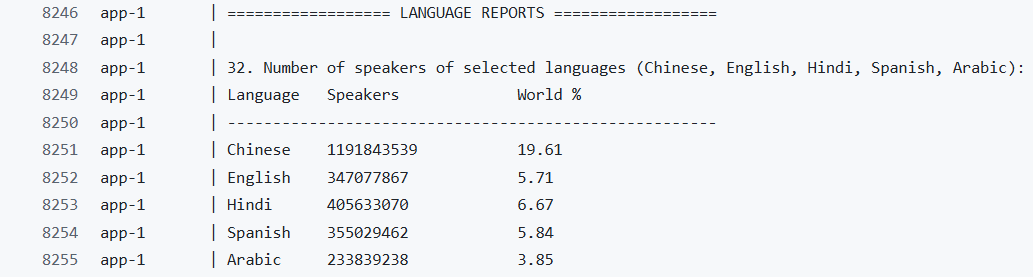 8246 app-1 | ================== LANGUAGE REPORTS ==================
8247 app-1 |
8248 app-1 | 32. Number of speakers of selected languages (Chinese, English, Hindi, Spanish, Arabic):
8249 app-1 | Language Speakers World %
8250 app-1 | ------------------------------------------------------
8251 app-1 | Chinese 1191843539 19.61
8252 app-1 | English 347077867 5.71
8253 app-1 | Hindi 405633070 6.67
8254 app-1 | Spanish 355029462 5.84
8255 app-1 | Arabic 233839238 3.85